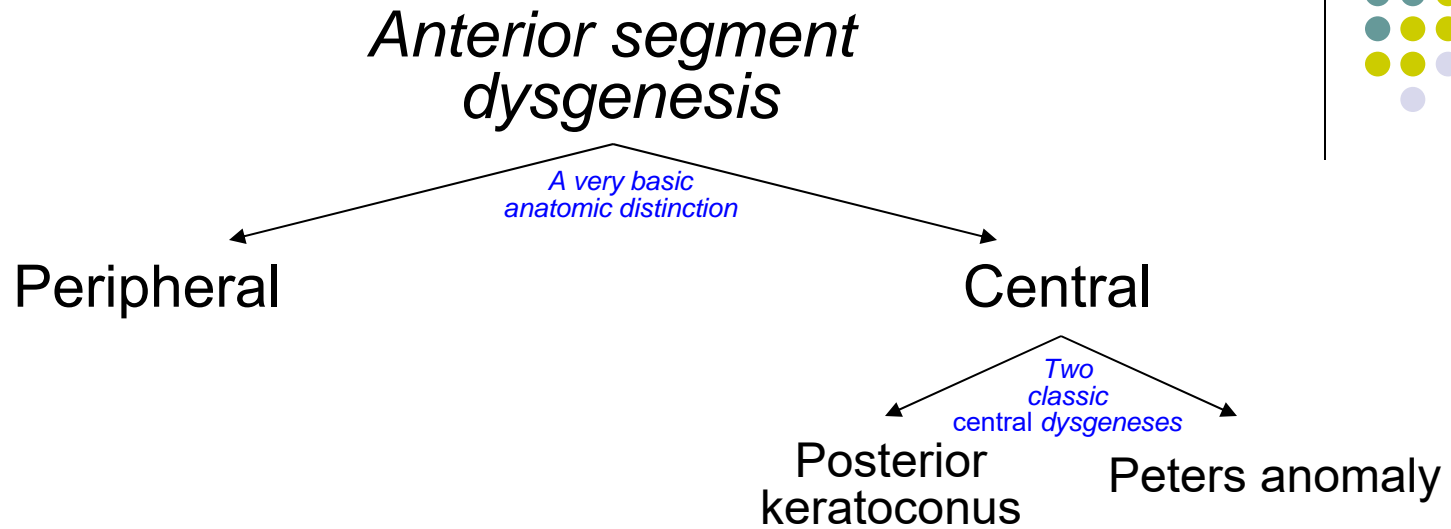 Anterior segment
dysgenesis
A very basic
anatomic distinction
Peripheral
Central
Two
classic
central dysgeneses
Posterior
keratoconus
Peters anomaly